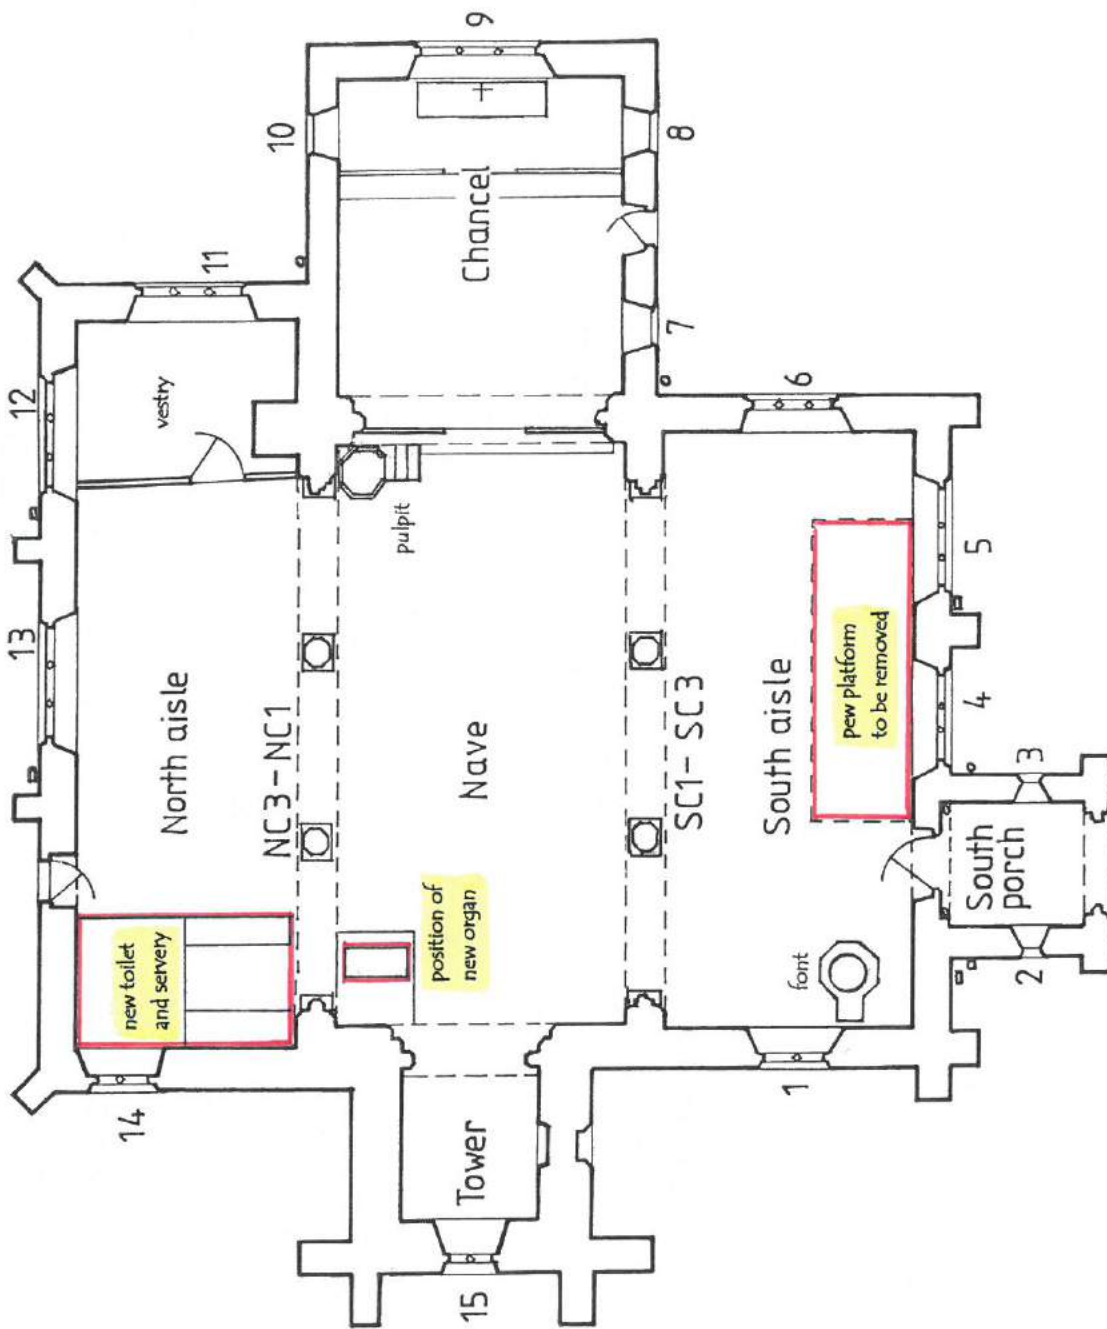 9
10
8
Chancel
11
7
12
vestry
6
pulpit
13
5
North aisle
NC3-NC1
Nave
SC1- SC3
South aisle
pew platform
to be removed
4
3
new toilet
and servery
position of
new organ
font
South
porch
2
14
1
Tower
15